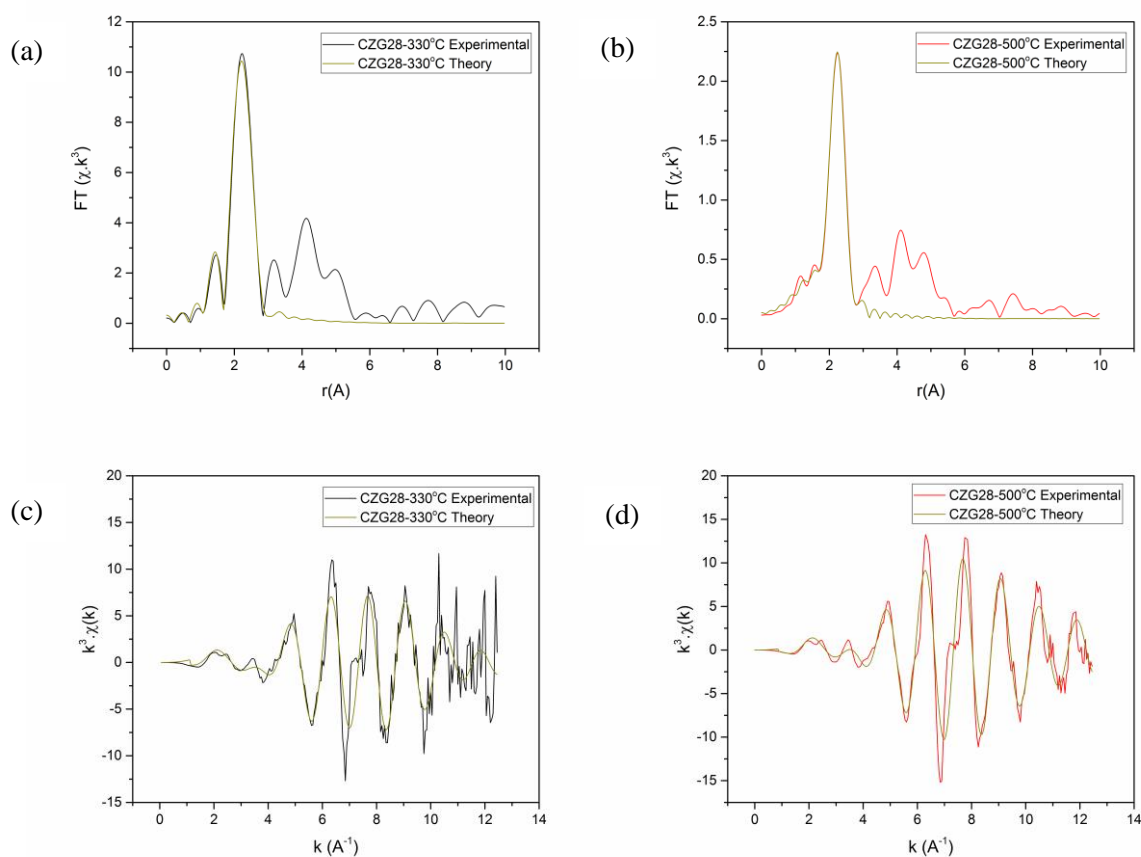 (a)
CZG28-330°C Experimental
CZG28-330°C Theory
12
10
8
6
4
2
0
FT (χ.k³)
0 2 4 6 8 10
r(A)
(b)
CZG28-500°C Experimental
CZG28-500°C Theory
2.5
2.0
1.5
1.0
0.5
0.0
FT (χ.k³)
0 2 4 6 8 10
r(A)
(c)
CZG28-330°C Experimental
CZG28-330°C Theory
20
15
10
5
0
-5
-10
-15
k³.χ(k)
0 2 4 6 8 10 12 14
k (A⁻¹)
(d)
CZG28-500°C Experimental
CZG28-500°C Theory
20
15
10
5
0
-5
-10
-15
k³.χ(k)
0 2 4 6 8 10 12 14
k (A⁻¹)